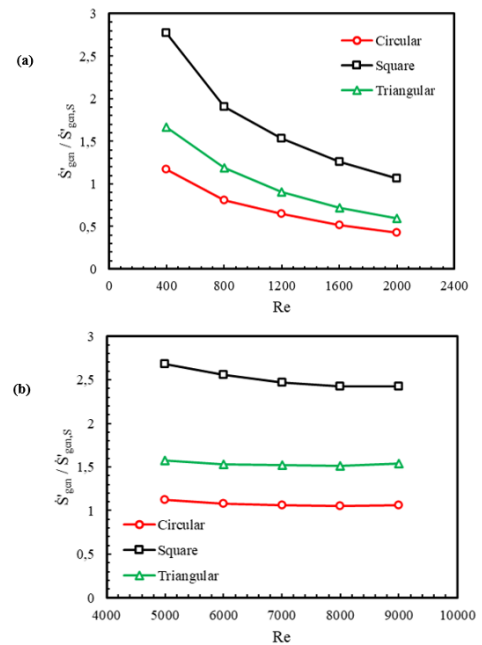 (a)
Ṡ'gen / Ṡ'gen,S
3
2,5
2
1,5
1
0,5
0
Circular
Square
Triangular
0 400 800 1200 1600 2000 2400
Re
(b)
Ṡ'gen / Ṡ'gen,S
3
2,5
2
1,5
1
0,5
0
Circular
Square
Triangular
4000 5000 6000 7000 8000 9000 10000
Re